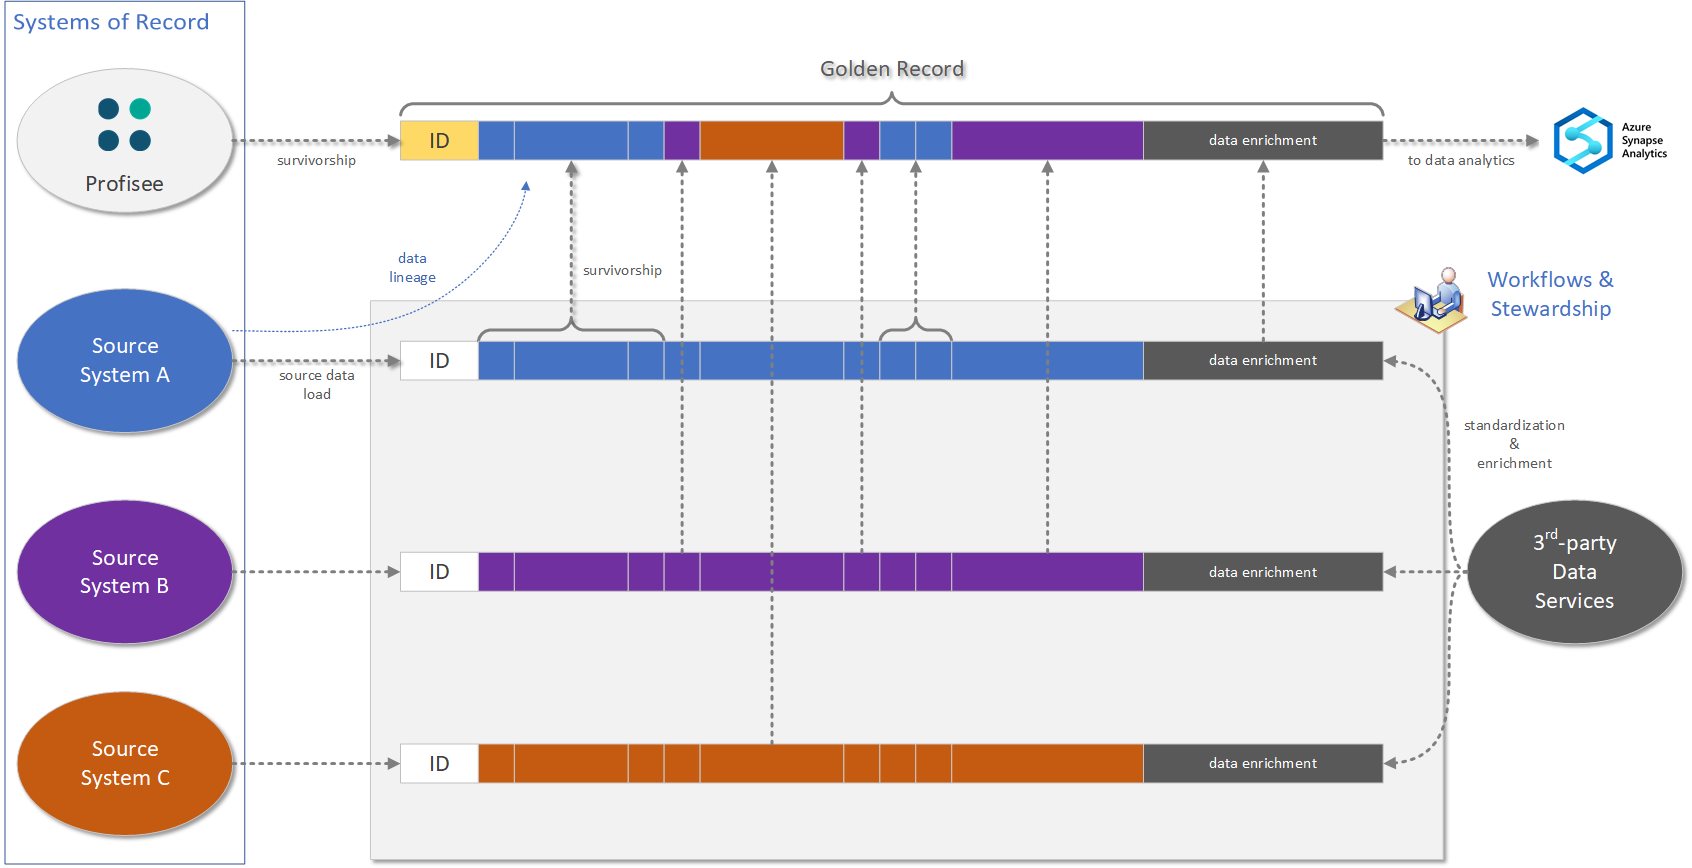 Systems of Record
Golden Record
Profisee
survivorship
ID
data enrichment
to data analytics
Azure
Synapse
Analytics
data
lineage
survivorship
Workflows &
Stewardship
Source
System A
source data
load
ID
data enrichment
standardization
&
enrichment
Source
System B
ID
data enrichment
3rd-party
Data
Services
Source
System C
ID
data enrichment